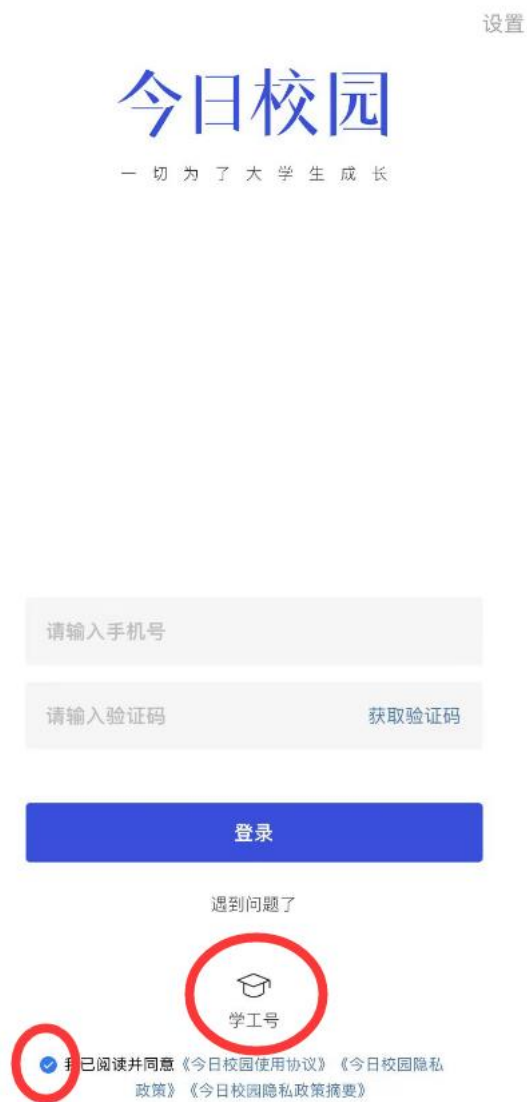 设置
今日校园
一切为了大学生成长
请输入手机号
请输入验证码 获取验证码
登录
遇到问题了
学工号
我已阅读并同意《今日校园使用协议》《今日校园隐私
政策》《今日校园隐私政策摘要》